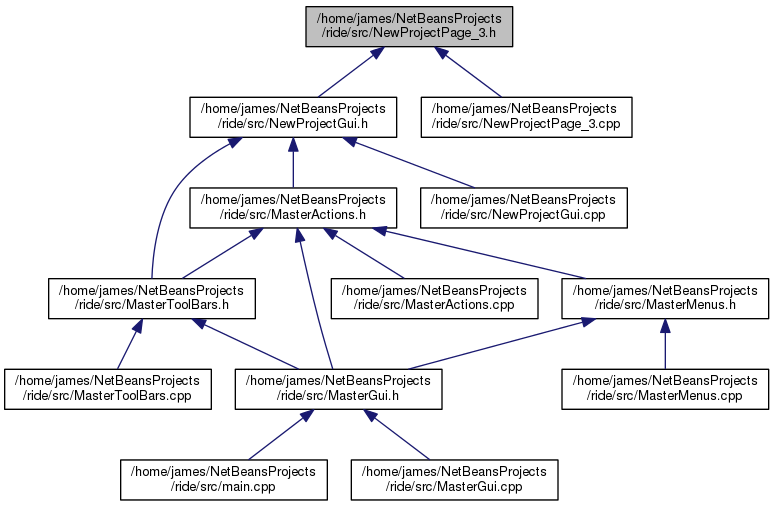 /home/james/NetBeansProjects
/ride/src/NewProjectPage_3.h
/home/james/NetBeansProjects
/ride/src/NewProjectGui.h
/home/james/NetBeansProjects
/ride/src/NewProjectPage_3.cpp
/home/james/NetBeansProjects
/ride/src/MasterActions.h
/home/james/NetBeansProjects
/ride/src/NewProjectGui.cpp
/home/james/NetBeansProjects
/ride/src/MasterToolBars.h
/home/james/NetBeansProjects
/ride/src/MasterActions.cpp
/home/james/NetBeansProjects
/ride/src/MasterMenus.h
/home/james/NetBeansProjects
/ride/src/MasterToolBars.cpp
/home/james/NetBeansProjects
/ride/src/MasterGui.h
/home/james/NetBeansProjects
/ride/src/MasterMenus.cpp
/home/james/NetBeansProjects
/ride/src/main.cpp
/home/james/NetBeansProjects
/ride/src/MasterGui.cpp